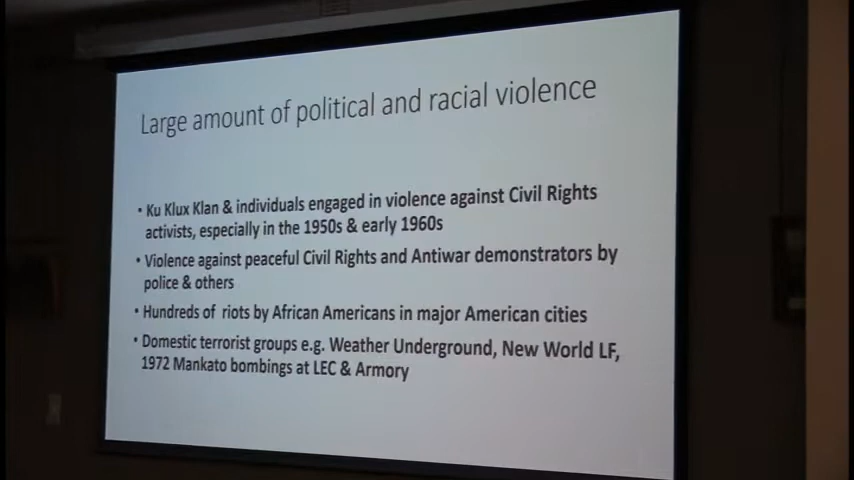 Large amount of political and racial violence
• Ku Klux Klan & individuals engaged in violence against Civil Rights
activists, especially in the 1950s & early 1960s
• Violence against peaceful Civil Rights and Antiwar demonstrators by
police & others
• Hundreds of riots by African Americans in major American cities
• Domestic terrorist groups e.g. Weather Underground, New World LF,
1972 Mankato bombings at LEC & Armory